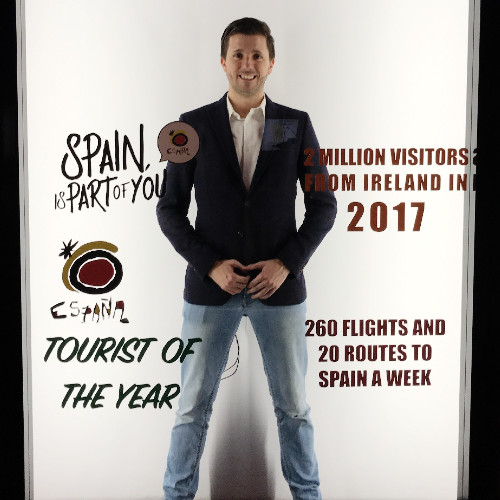 SPAIN,
IS PART OF YOU
ESPAÑA
2 MILLION VISITORS
FROM IRELAND IN
2017
ESPAÑA
TOURIST OF
THE YEAR
260 FLIGHTS AND
20 ROUTES TO
SPAIN A WEEK